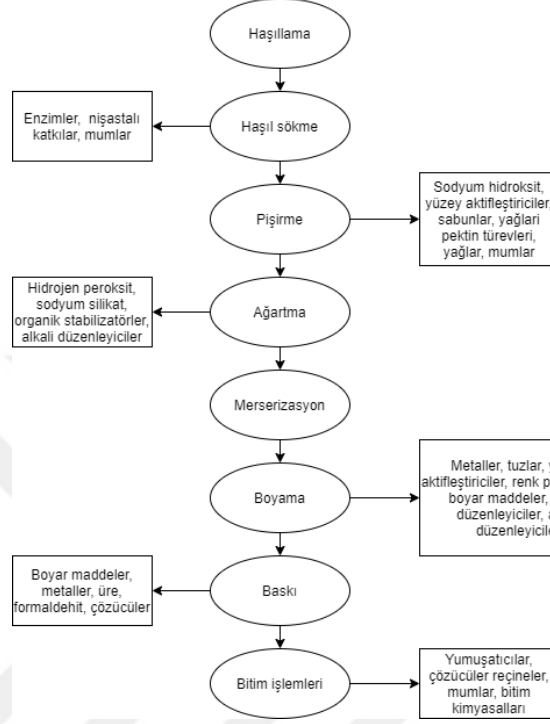 Haşıllama
Enzimler, nişastalı
katkılar, mumlar
Haşıl sökme
Pişirme
Sodyum hidroksit,
yüzey aktifleştiriciler,
sabunlar, yağlari
pektin türevleri,
yağlar, mumlar
Hidrojen peroksit,
sodyum silikat,
organik stabilizatörler,
alkali düzenleyiciler
Ağartma
Merserizasyon
Boyama
Metaller, tuzlar,
aktifleştiriciler, renk
boyar maddeler,
düzenleyiciler,
Boyar maddeler,
metaller, üre,
formaldehit, çözücüler
Baskı
Bitim işlemleri
Yumuşatıcılar,
çözücüler reçineler,
mumlar, bitim
kimyasalları